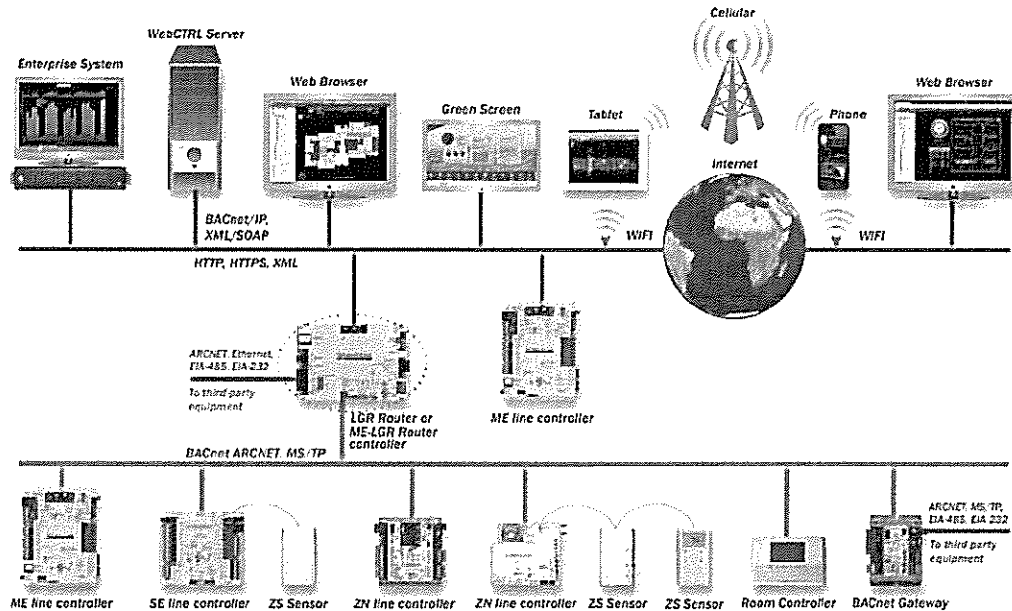 Cellular
WebCTRL Server
Enterprise System
Web Browser
Green Screen
Tablet
Phone
Web Browser
Internet
BACnet/IP,
XML/SOAP
WiFi
WiFi
HTTP, HTTPS, XML
ARCNET, Ethernet,
EIA-485, EIA-232
To third party
equipment
LGR Router or
ME-LGR Router
controller
ME line controller
BACnet ARCNET, MS/TP
ARCNET, MS/TP,
EIA-485, EIA 232
To third party
equipment
ME line controller
SE line controller
ZS Sensor
ZN line controller
ZN line controller
ZS Sensor
ZS Sensor
Room Controller
BACnet Gateway